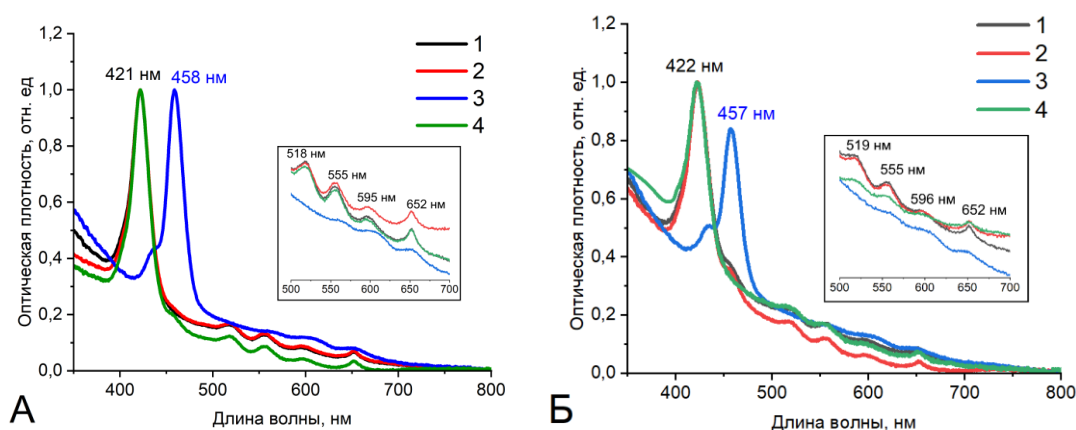 1,2
1,0
0,8
0,6
0,4
0,2
0,0
Оптическая плотность, отн. ед
421 нм
458 нм
1
2
3
4
518 нм
555 нм
595 нм
652 нм
500
550
600
650
700
400
500
600
700
800
Длина волны, нм
А
1,2
1,0
0,8
0,6
0,4
0,2
0,0
Оптическая плотность, отн. ед.
422 нм
457 нм
1
2
3
4
519 нм
555 нм
596 нм
652 нм
500
550
600
650
700
400
500
600
700
800
Длина волны, нм
Б